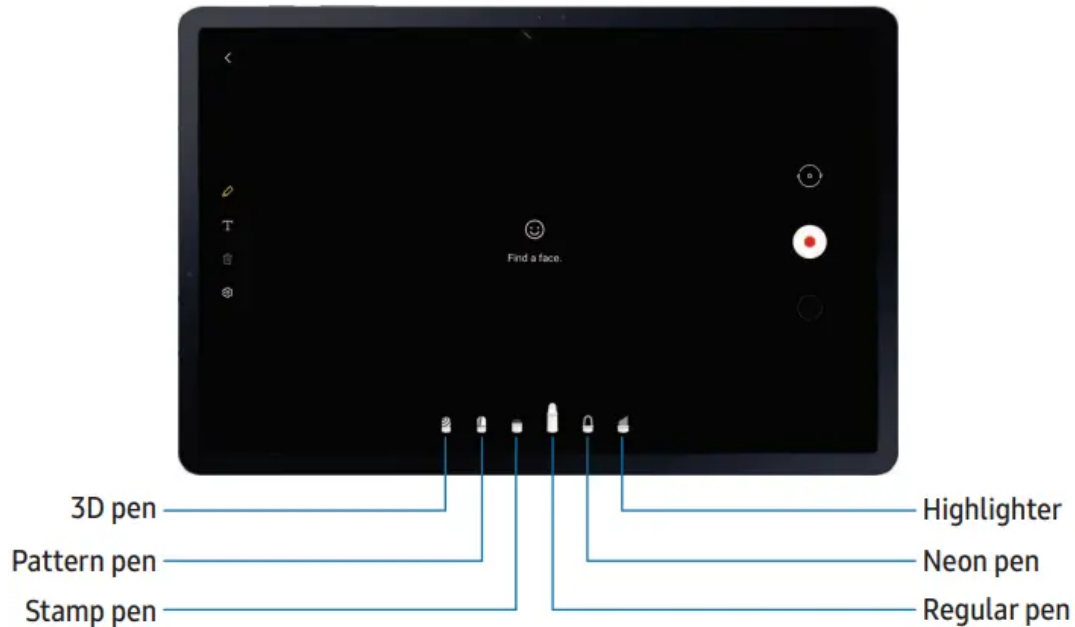 T
Find a face.
3D pen
Pattern pen
Stamp pen
Highlighter
Neon pen
Regular pen